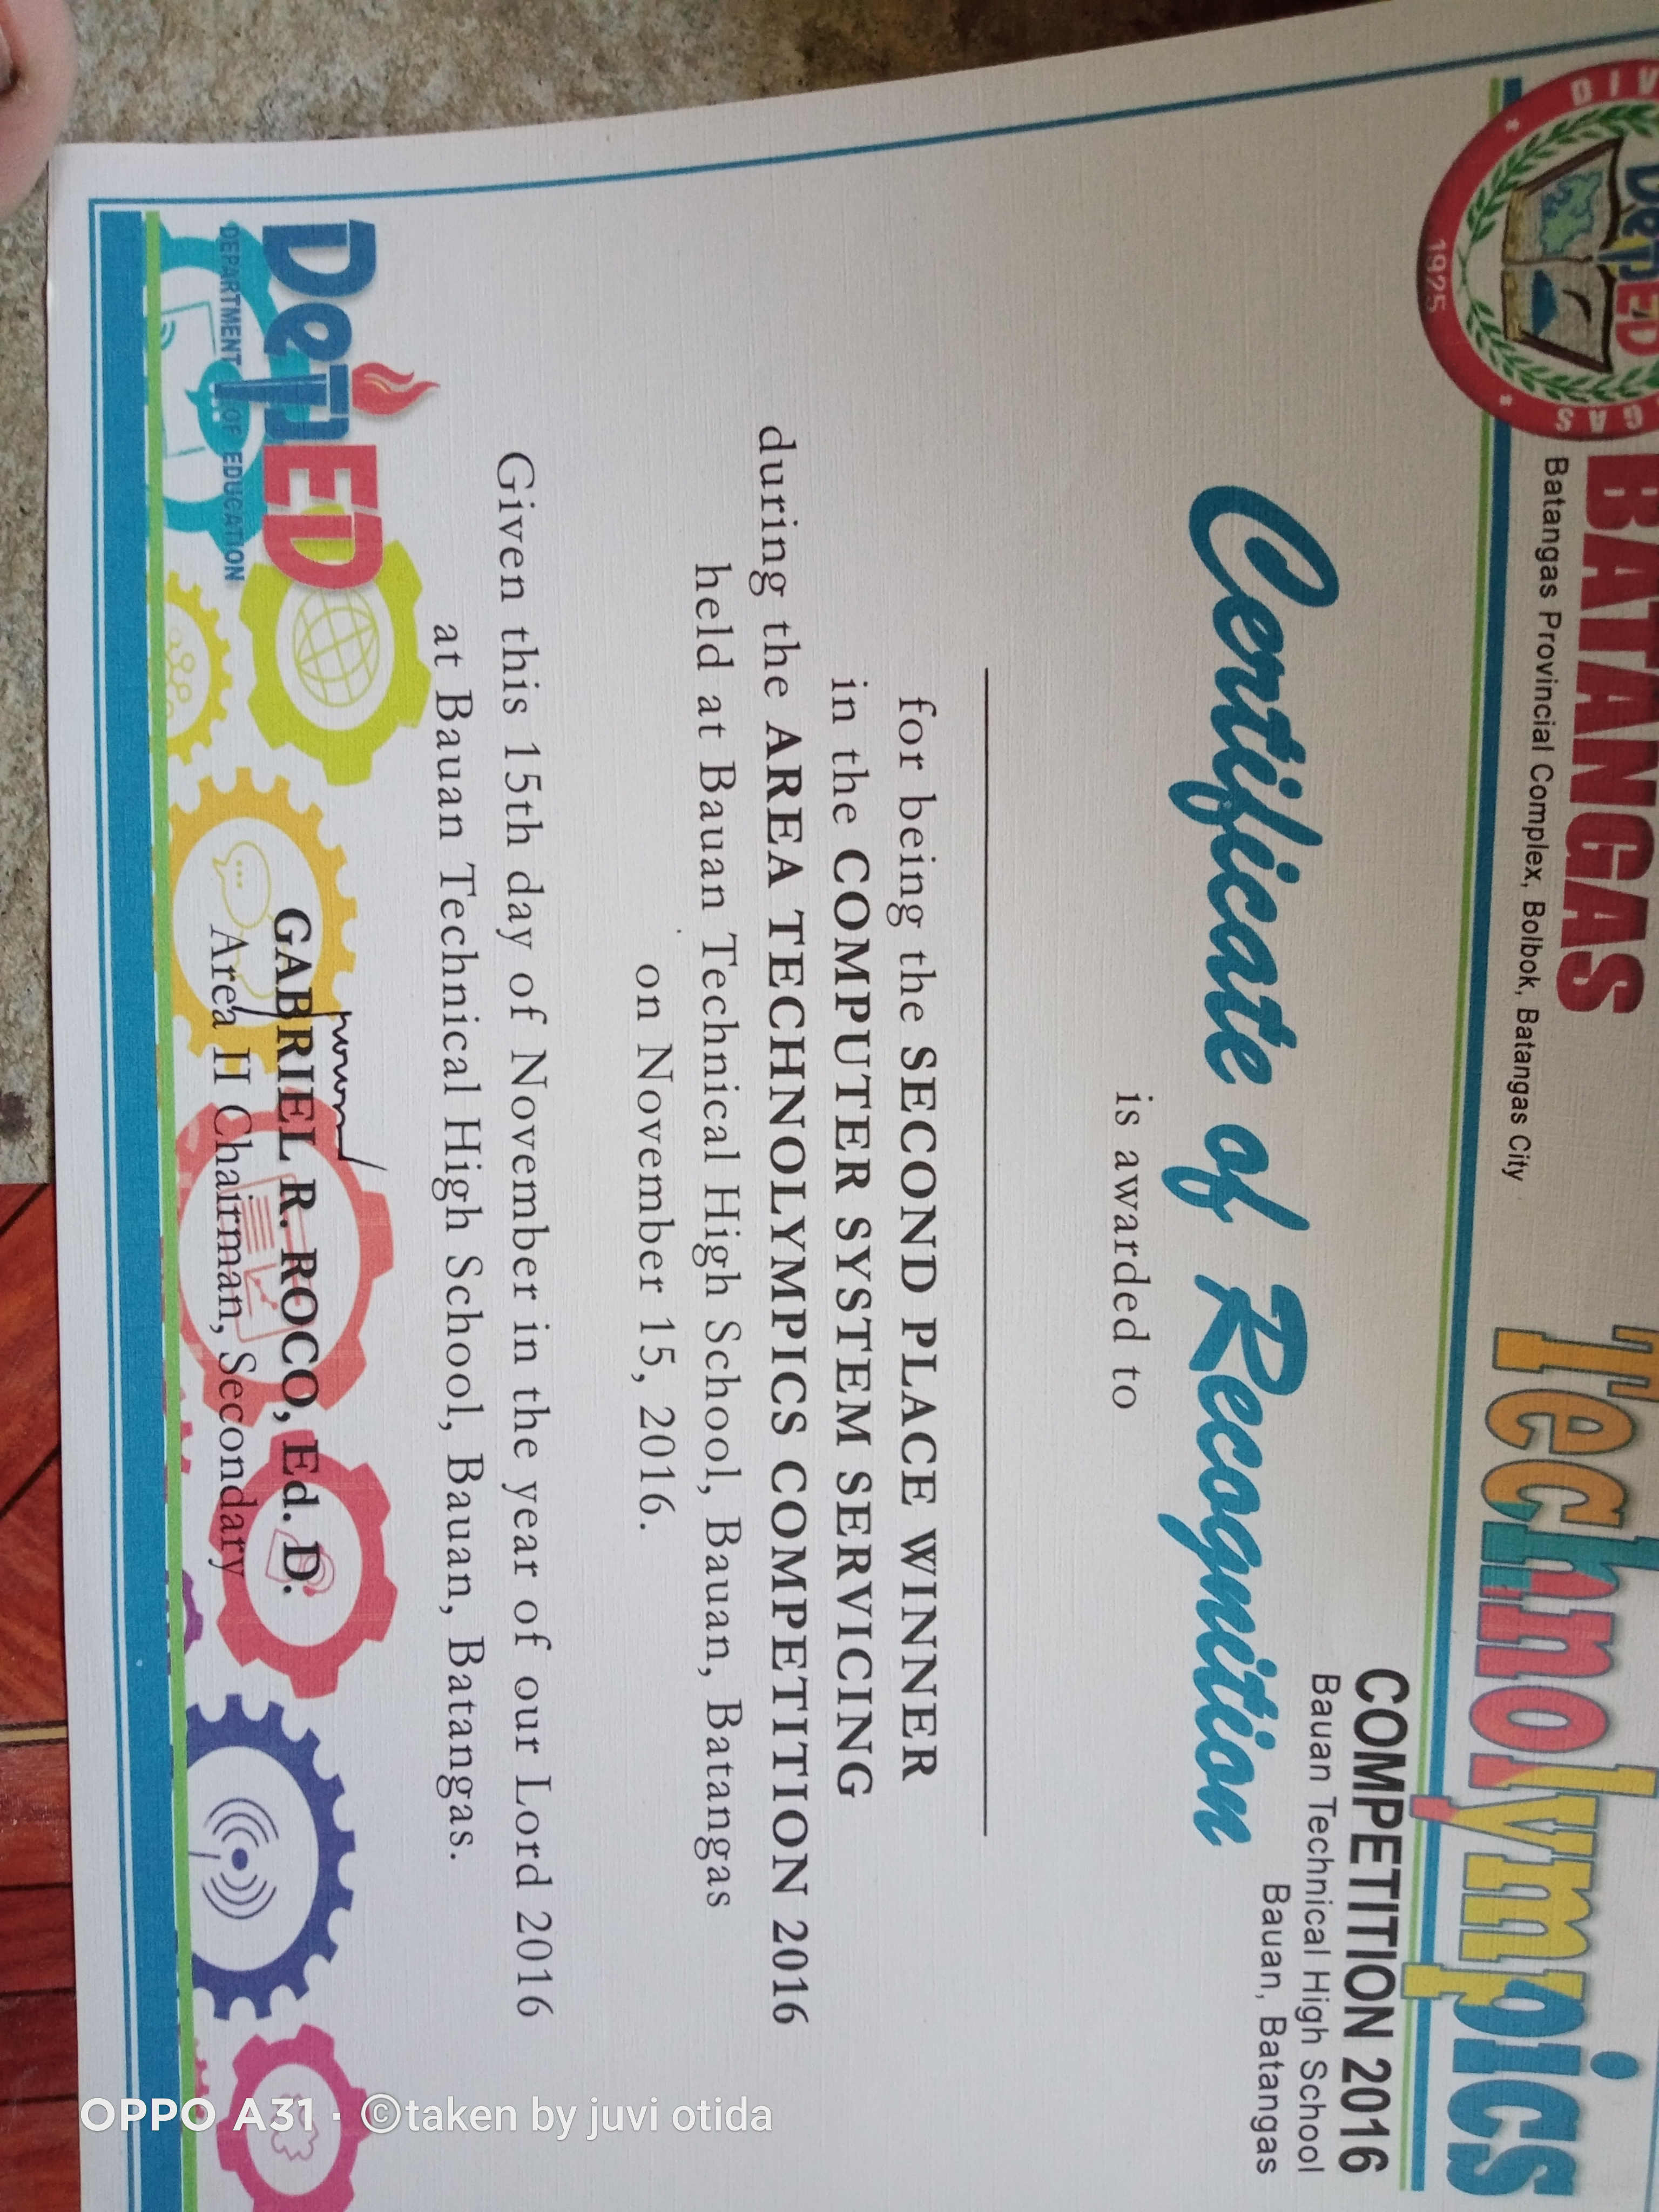 DepED
BATANGAS
Batangas Provincial Complex, Bolbok, Batangas City
1925
Technolympics
COMPETITION 2016
Bauan Technical High School
Bauan, Batangas
Certificate of Recognition
is awarded to
for being the SECOND PLACE WINNER
in the COMPUTER SYSTEM SERVICING
during the AREA TECHNOLYMPICS COMPETITION 2016
held at Bauan Technical High School, Bauan, Batangas
on November 15, 2016.
Given this 15th day of November in the year of our Lord 2016
at Bauan Technical High School, Bauan, Batangas.
DepED
DEPARTMENT OF EDUCATION
GABRIEL R. ROCO, Ed. D.
Area II Chairman, Secondary
OPPO A31 · ©taken by juvi otida